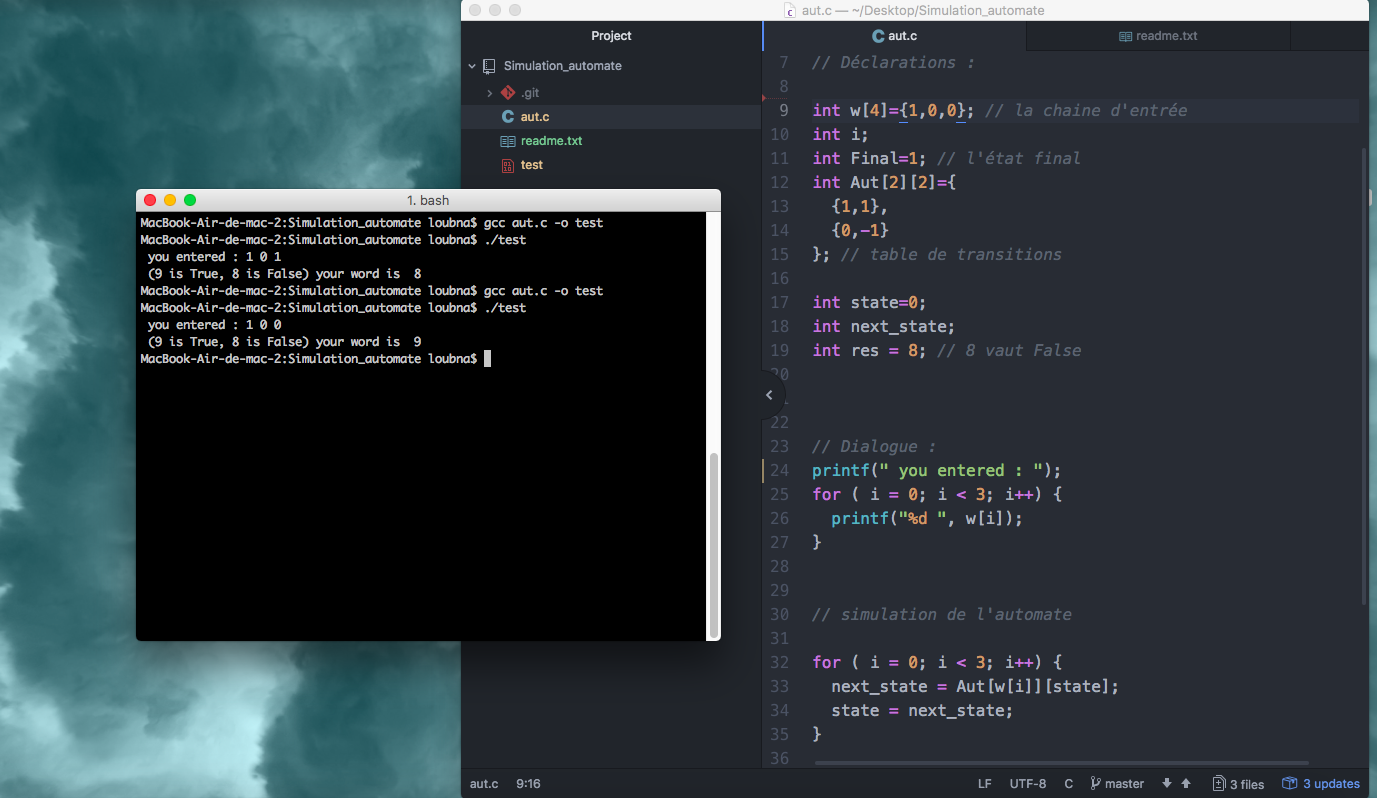 aut.c — ~/Desktop/Simulation_automate
Project
Simulation_automate
.git
aut.c
readme.txt
test
aut.c
readme.txt
7 // Déclarations :
8
9 int w[4]={1,0,0}; // la chaine d'entrée
10 int i;
11 int Final=1; // l'état final
12 int Aut[2][2]={
13 {1,1},
14 {0,-1}
15 }; // table de transitions
16
17 int state=0;
18 int next_state;
19 int res = 8; // 8 vaut False
20
22
23 // Dialogue :
24 printf(" you entered : ");
25 for ( i = 0; i < 3; i++) {
26 printf("%d ", w[i]);
27 }
28
29
30 // simulation de l'automate
31
32 for ( i = 0; i < 3; i++) {
33 next_state = Aut[w[i]][state];
34 state = next_state;
35 }
36
1. bash
MacBook-Air-de-mac-2:Simulation_automate loubna$ gcc aut.c -o test
MacBook-Air-de-mac-2:Simulation_automate loubna$ ./test
you entered : 1 0 1
(9 is True, 8 is False) your word is 8
MacBook-Air-de-mac-2:Simulation_automate loubna$ gcc aut.c -o test
MacBook-Air-de-mac-2:Simulation_automate loubna$ ./test
you entered : 1 0 0
(9 is True, 8 is False) your word is 9
MacBook-Air-de-mac-2:Simulation_automate loubna$
aut.c 9:16 LF UTF-8 C master 3 files 3 updates